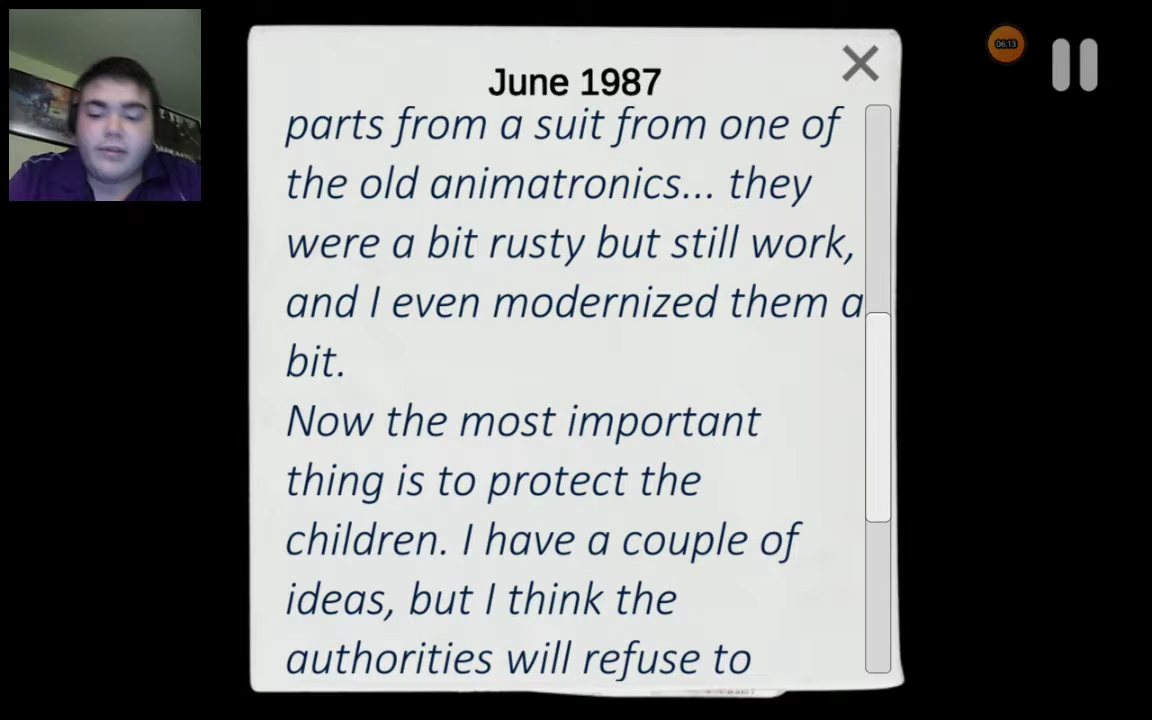 06:13
June 1987
parts from a suit from one of
the old animatronics... they
were a bit rusty but still work,
and I even modernized them a
bit.
Now the most important
thing is to protect the
children. I have a couple of
ideas, but I think the
authorities will refuse to